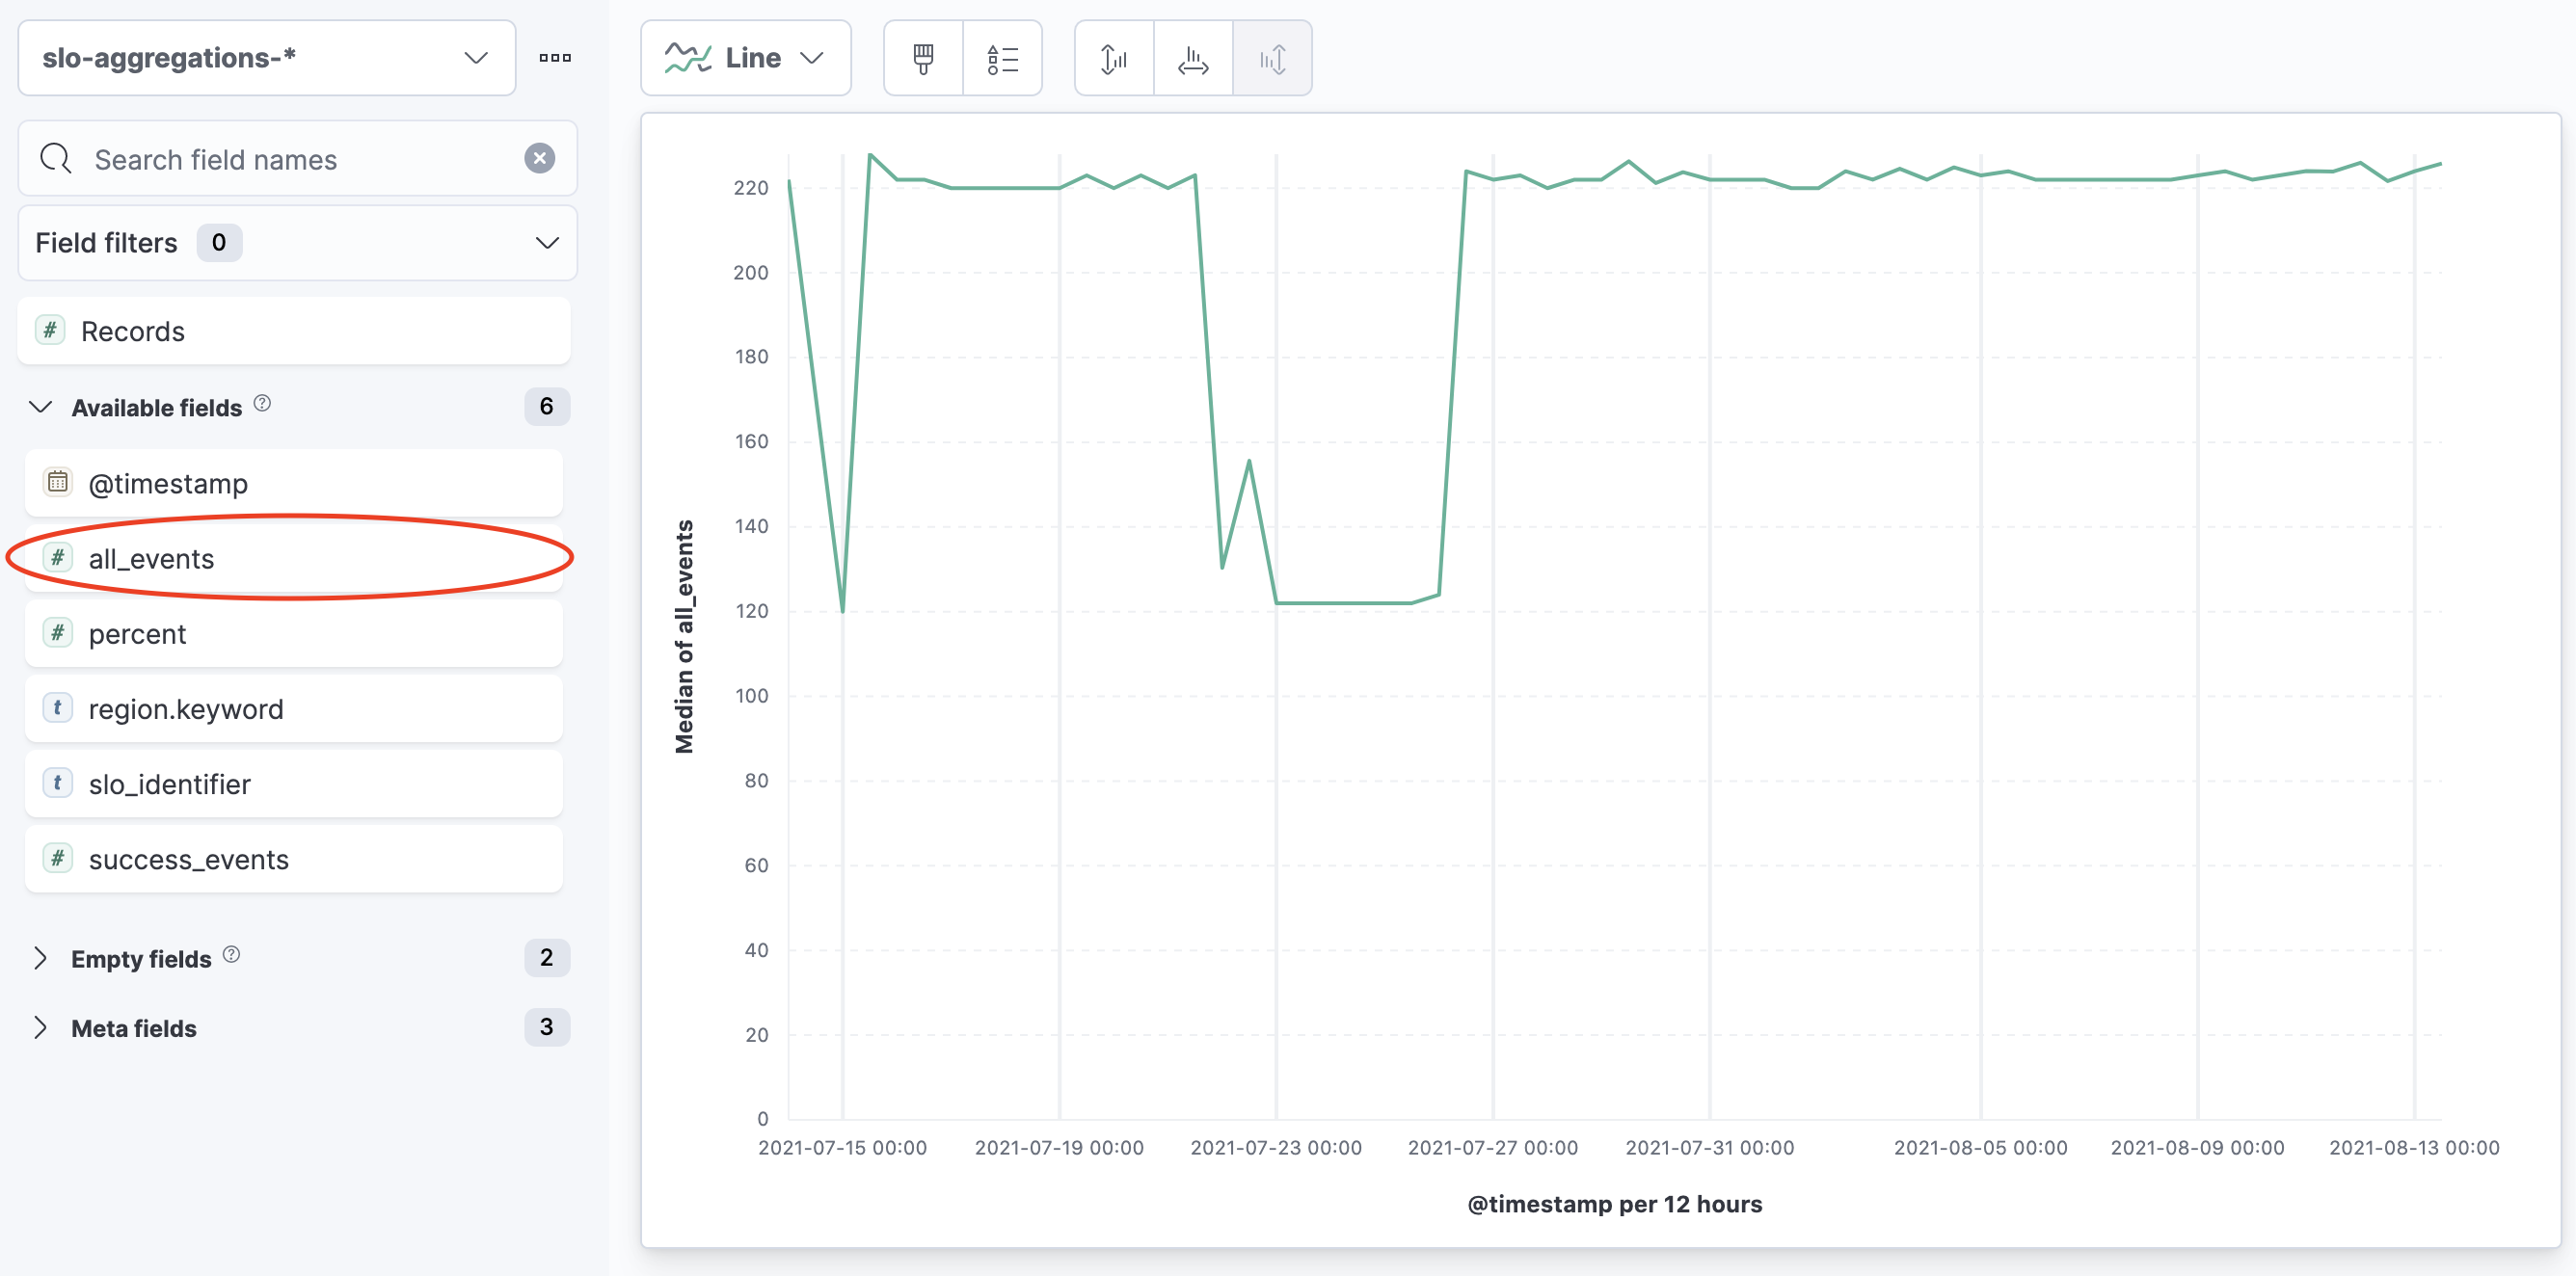 slo-aggregations-*
Search field names
Field filters 0
# Records
Available fields 6
@timestamp
# all_events
# percent
t region.keyword
t slo_identifier
# success_events
Empty fields 2
Meta fields 3
Line
Median of all_events
220
200
180
160
140
120
100
80
60
40
20
0
2021-07-15 00:00 2021-07-19 00:00 2021-07-23 00:00 2021-07-27 00:00 2021-07-31 00:00 2021-08-05 00:00 2021-08-09 00:00 2021-08-13 00:00
@timestamp per 12 hours